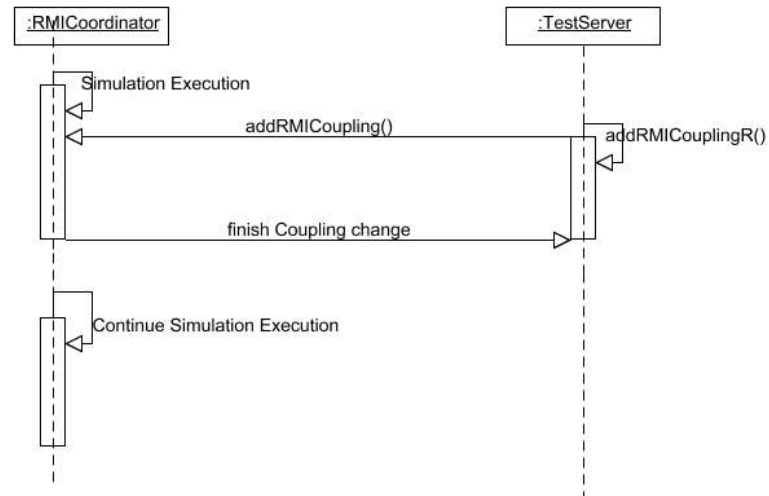 :RMICoordinator
:TestServer
Simulation Execution
addRMICoupling()
addRMICouplingR()
finish Coupling change
Continue Simulation Execution